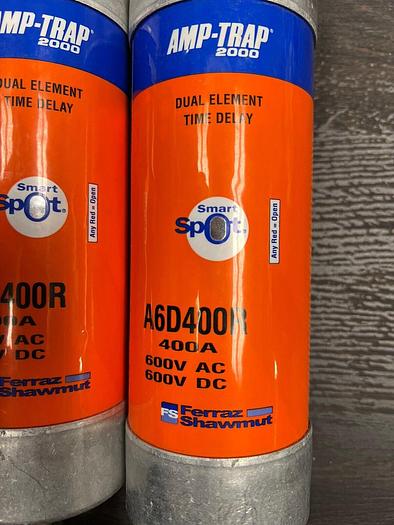 AMP-TRAP®
2000
DUAL ELEMENT
TIME DELAY
Smart
Spot®
Any Red = Open
400R
00A
V AC
V DC
Ferraz
Shawmut
AMP-TRAP®
2000
DUAL ELEMENT
TIME DELAY
Smart
Spot®
Any Red = Open
A6D400R
400A
600V AC
600V DC
FS Ferraz
Shawmut